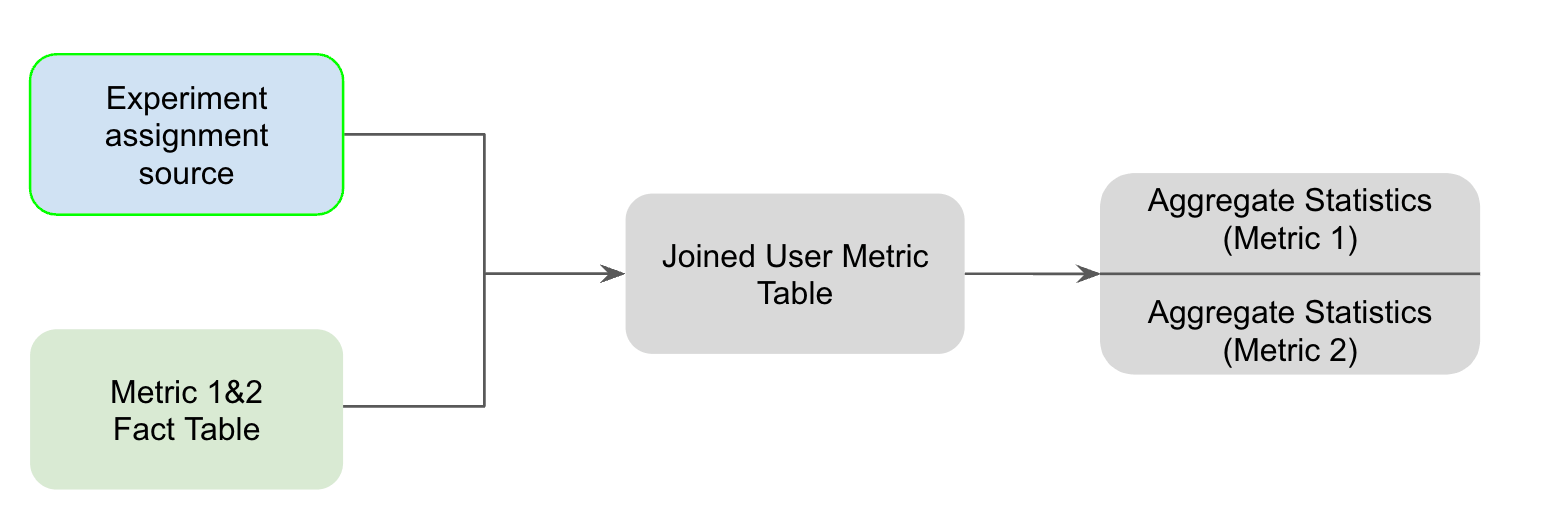 Experiment
assignment
source
Metric 1&2
Fact Table
Joined User Metric
Table
Aggregate Statistics
(Metric 1)
Aggregate Statistics
(Metric 2)